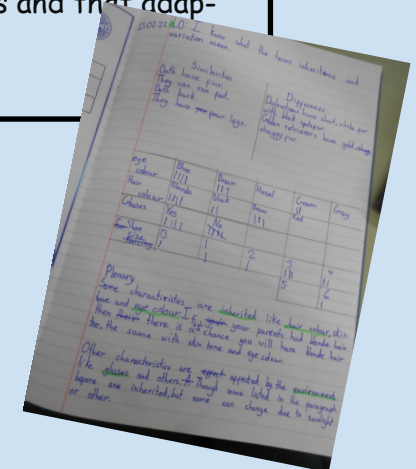 s and that adap-
23.02.22 L.O: I know what the terms inheritance and
variation mean.
Similarities
Both have fur.
They can run fast.
Both bark.
They have four legs.
Differences
Dalmatians have short, white fur
with black
Golden retrievers have gold,
shaggy fur.
eye colour Blue Brown Hazel Green Grey
Hair colour Blonde Black Brown Red
Glasses Yes No
Shoe size
Plenary
Some characteristics are inherited like hair colour, skin
tone and eye colour. I.E if your parents had blonde hair
then there is a chance you will have blonde hair
too, the same with skin tone and eye colour.
Other characteristics are affected by the environment
like glasses and others. Though some listed in the paragraph
before are inherited, but some can change due to sunlight
or other.